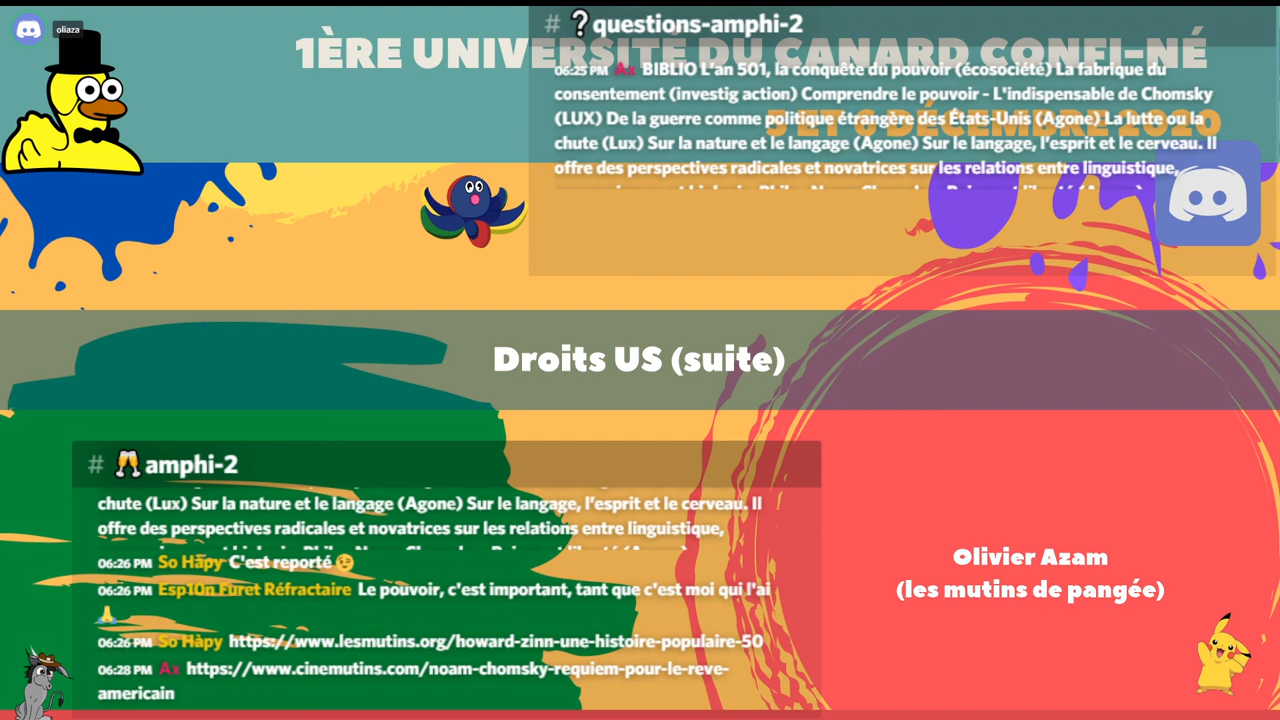 oliaza
# ❓questions-amphi-2
1ÈRE UNIVERSITÉ DU CANARD CONFI-NÉ
5 ET 6 DÉCEMBRE 2020
06:25 PM Ax BIBLIO L'an 501, la conquête du pouvoir (écosociété) La fabrique du
consentement (investig action) Comprendre le pouvoir - L'indispensable de Chomsky
(LUX) De la guerre comme politique étrangère des États-Unis (Agone) La lutte ou la
chute (Lux) Sur la nature et le langage (Agone) Sur le langage, l'esprit et le cerveau. Il
offre des perspectives radicales et novatrices sur les relations entre linguistique,
Droits US (suite)
# 🥂amphi-2
chute (Lux) Sur la nature et le langage (Agone) Sur le langage, l'esprit et le cerveau. Il
offre des perspectives radicales et novatrices sur les relations entre linguistique,
06:26 PM So Hàpy C'est reporté 🤨
06:26 PM Esp10n Furet Réfractaire Le pouvoir, c'est important, tant que c'est moi qui l'ai
🙏
06:26 PM So Hàpy https://www.lesmutins.org/howard-zinn-une-histoire-populaire-50
06:28 PM Ax https://www.cinemutins.com/noam-chomsky-requiem-pour-le-reve-
americain
Olivier Azam
(les mutins de pangée)